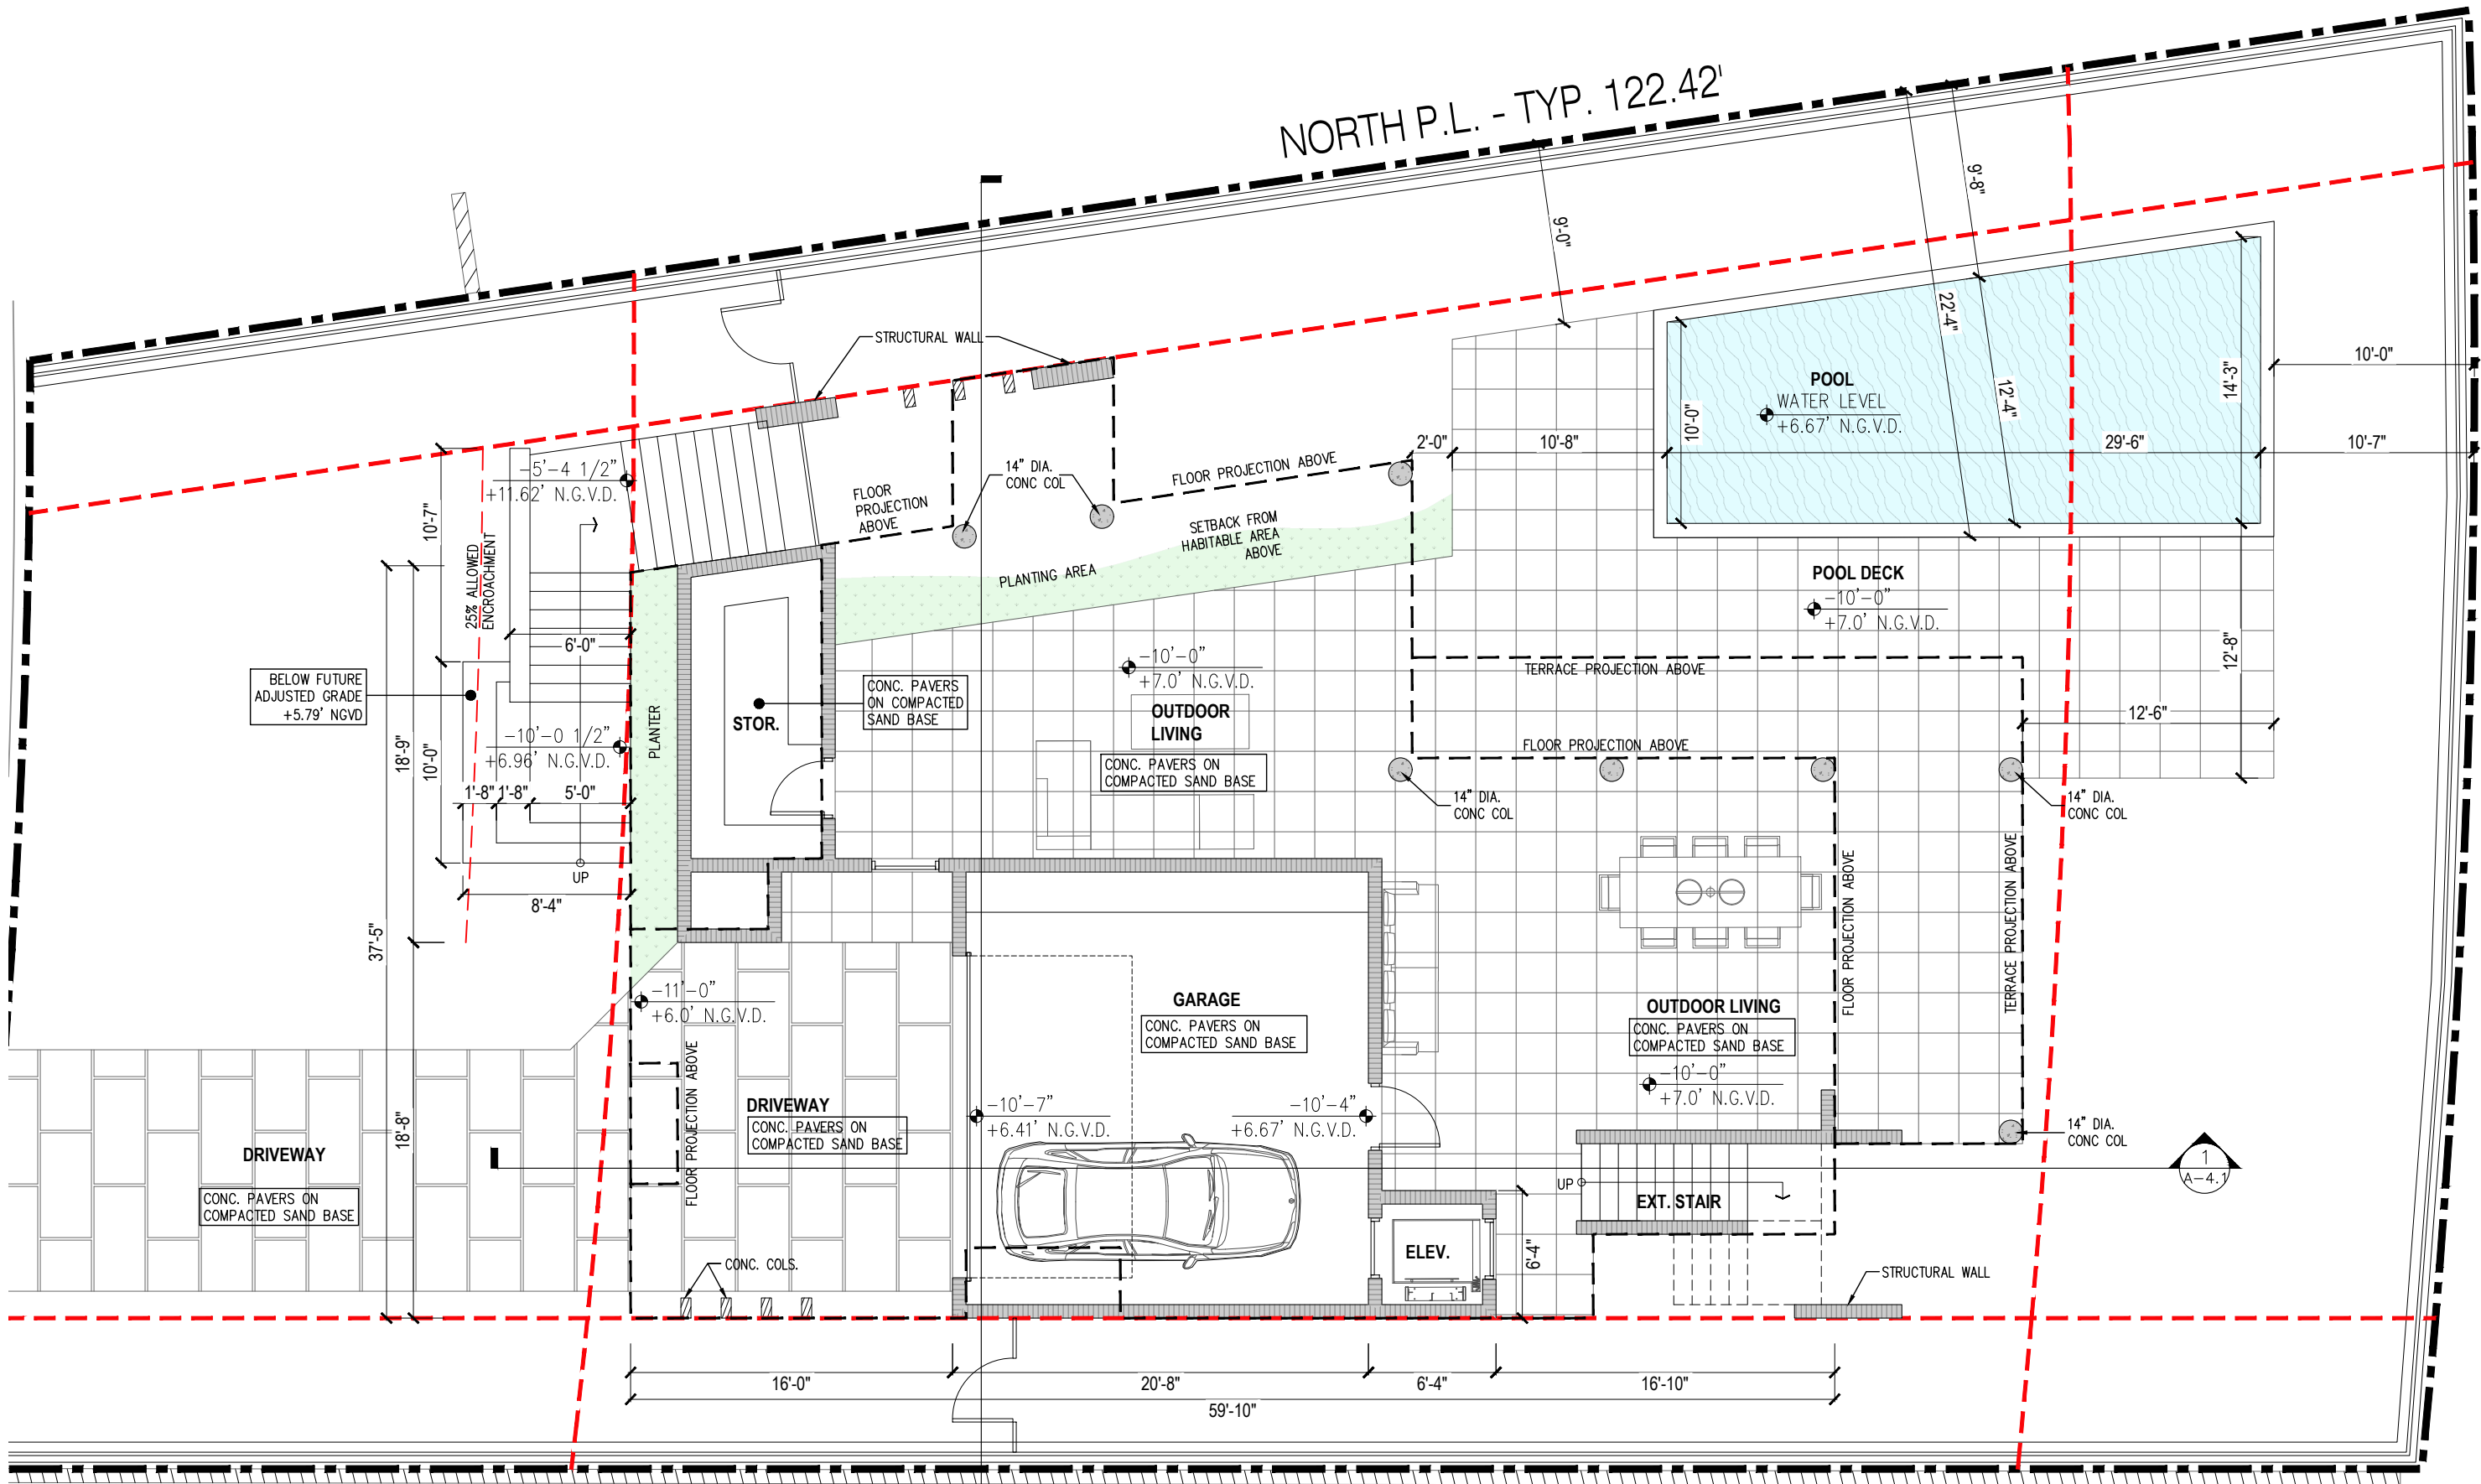 NORTH P.L. - TYP. 122.42'
9'-8"
9'-0"
22'-4"
STRUCTURAL WALL
10'-0"
POOL
WATER LEVEL
+6.67' N.G.V.D.
14'-3"
12'-4"
10'-0"
2'-0"
10'-8"
29'-6"
10'-7"
-5'-4 1/2"
+11.62' N.G.V.D.
14" DIA.
CONC COL
FLOOR PROJECTION ABOVE
FLOOR
PROJECTION
ABOVE
10'-7"
25% ALLOWED
ENCROACHMENT
SETBACK FROM
HABITABLE AREA
ABOVE
PLANTING AREA
POOL DECK
-10'-0"
+7.0' N.G.V.D.
6'-0"
12'-8"
BELOW FUTURE
ADJUSTED GRADE
+5.79' NGVD
-10'-0"
+7.0' N.G.V.D.
TERRACE PROJECTION ABOVE
CONC. PAVERS
ON COMPACTED
SAND BASE
STOR.
PLANTER
OUTDOOR
LIVING
12'-6"
-10'-0 1/2"
+6.96' N.G.V.D.
18'-9"
10'-0"
FLOOR PROJECTION ABOVE
CONC. PAVERS ON
COMPACTED SAND BASE
1'-8"
1'-8"
5'-0"
14" DIA.
CONC COL
14" DIA.
CONC COL
UP
8'-4"
37'-5"
FLOOR PROJECTION ABOVE
TERRACE PROJECTION ABOVE
-11'-0"
+6.0' N.G.V.D.
GARAGE
CONC. PAVERS ON
COMPACTED SAND BASE
OUTDOOR LIVING
CONC. PAVERS ON
COMPACTED SAND BASE
-10'-0"
+7.0' N.G.V.D.
FLOOR PROJECTION ABOVE
DRIVEWAY
CONC. PAVERS ON
COMPACTED SAND BASE
-10'-7"
+6.41' N.G.V.D.
-10'-4"
+6.67' N.G.V.D.
14" DIA.
CONC COL
18'-8"
DRIVEWAY
CONC. PAVERS ON
COMPACTED SAND BASE
1
A-4.1
UP
EXT. STAIR
ELEV.
6'-4"
CONC. COLS.
STRUCTURAL WALL
16'-0"
20'-8"
6'-4"
16'-10"
59'-10"